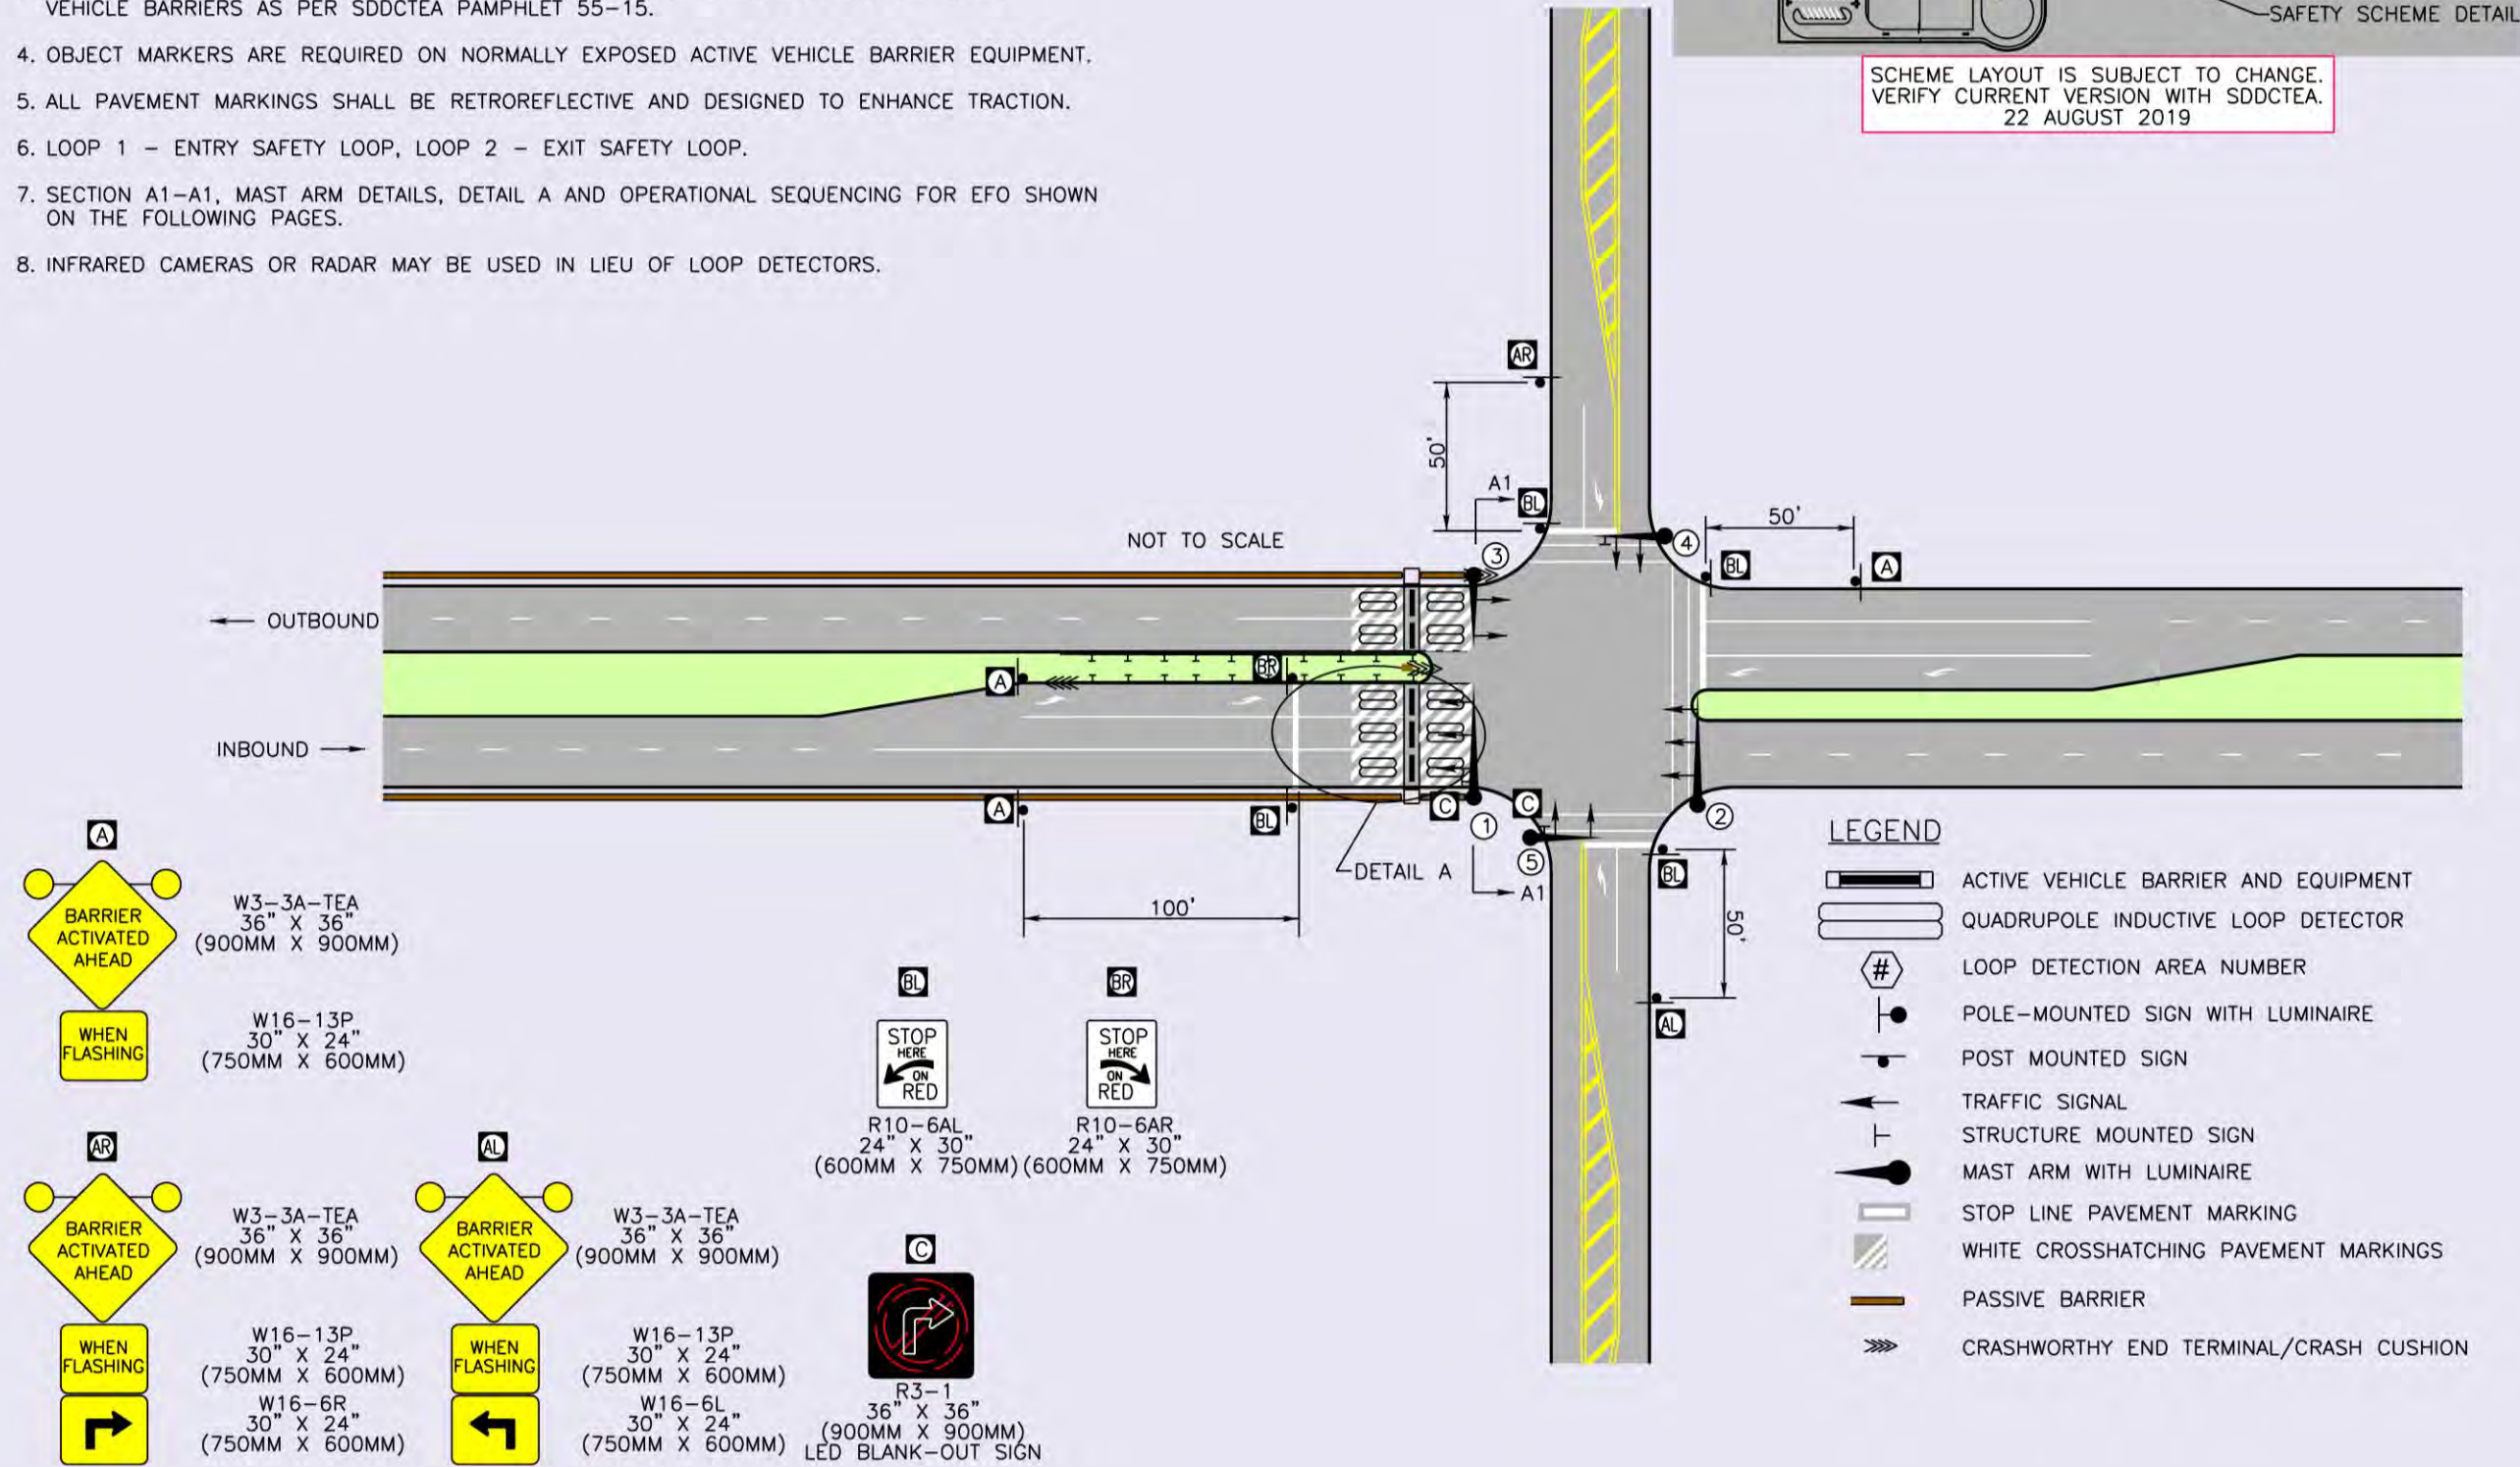 VEHICLE BARRIERS AS PER SDDCTEA PAMPHLET 55-15.
4. OBJECT MARKERS ARE REQUIRED ON NORMALLY EXPOSED ACTIVE VEHICLE BARRIER EQUIPMENT.
5. ALL PAVEMENT MARKINGS SHALL BE RETROREFLECTIVE AND DESIGNED TO ENHANCE TRACTION.
6. LOOP 1 - ENTRY SAFETY LOOP, LOOP 2 - EXIT SAFETY LOOP.
7. SECTION A1-A1, MAST ARM DETAILS, DETAIL A AND OPERATIONAL SEQUENCING FOR EFO SHOWN
ON THE FOLLOWING PAGES.
8. INFRARED CAMERAS OR RADAR MAY BE USED IN LIEU OF LOOP DETECTORS.
SAFETY SCHEME DETAIL
SCHEME LAYOUT IS SUBJECT TO CHANGE.
VERIFY CURRENT VERSION WITH SDDCTEA.
22 AUGUST 2019
AR
50'
A1
BL
NOT TO SCALE
3
4
50'
BL
A
OUTBOUND
A
BR
INBOUND
A
BL
C
C
1
2
5
DETAIL A
A1
100'
BL
50'
AL
A
BARRIER
ACTIVATED
AHEAD
W3-3A-TEA
36" X 36"
(900MM X 900MM)
WHEN
FLASHING
W16-13P
30" X 24"
(750MM X 600MM)
AR
BARRIER
ACTIVATED
AHEAD
W3-3A-TEA
36" X 36"
(900MM X 900MM)
WHEN
FLASHING
W16-13P
30" X 24"
(750MM X 600MM)
W16-6R
30" X 24"
(750MM X 600MM)
AL
BARRIER
ACTIVATED
AHEAD
W3-3A-TEA
36" X 36"
(900MM X 900MM)
WHEN
FLASHING
W16-13P
30" X 24"
(750MM X 600MM)
W16-6L
30" X 24"
(750MM X 600MM)
BL
STOP
HERE
ON
RED
R10-6AL
24" X 30"
(600MM X 750MM)
BR
STOP
HERE
ON
RED
R10-6AR
24" X 30"
(600MM X 750MM)
C
R3-1
36" X 36"
(900MM X 900MM)
LED BLANK-OUT SIGN
LEGEND
ACTIVE VEHICLE BARRIER AND EQUIPMENT
QUADRUPOLE INDUCTIVE LOOP DETECTOR
# LOOP DETECTION AREA NUMBER
POLE-MOUNTED SIGN WITH LUMINAIRE
POST MOUNTED SIGN
TRAFFIC SIGNAL
STRUCTURE MOUNTED SIGN
MAST ARM WITH LUMINAIRE
STOP LINE PAVEMENT MARKING
WHITE CROSSHATCHING PAVEMENT MARKINGS
PASSIVE BARRIER
CRASHWORTHY END TERMINAL/CRASH CUSHION